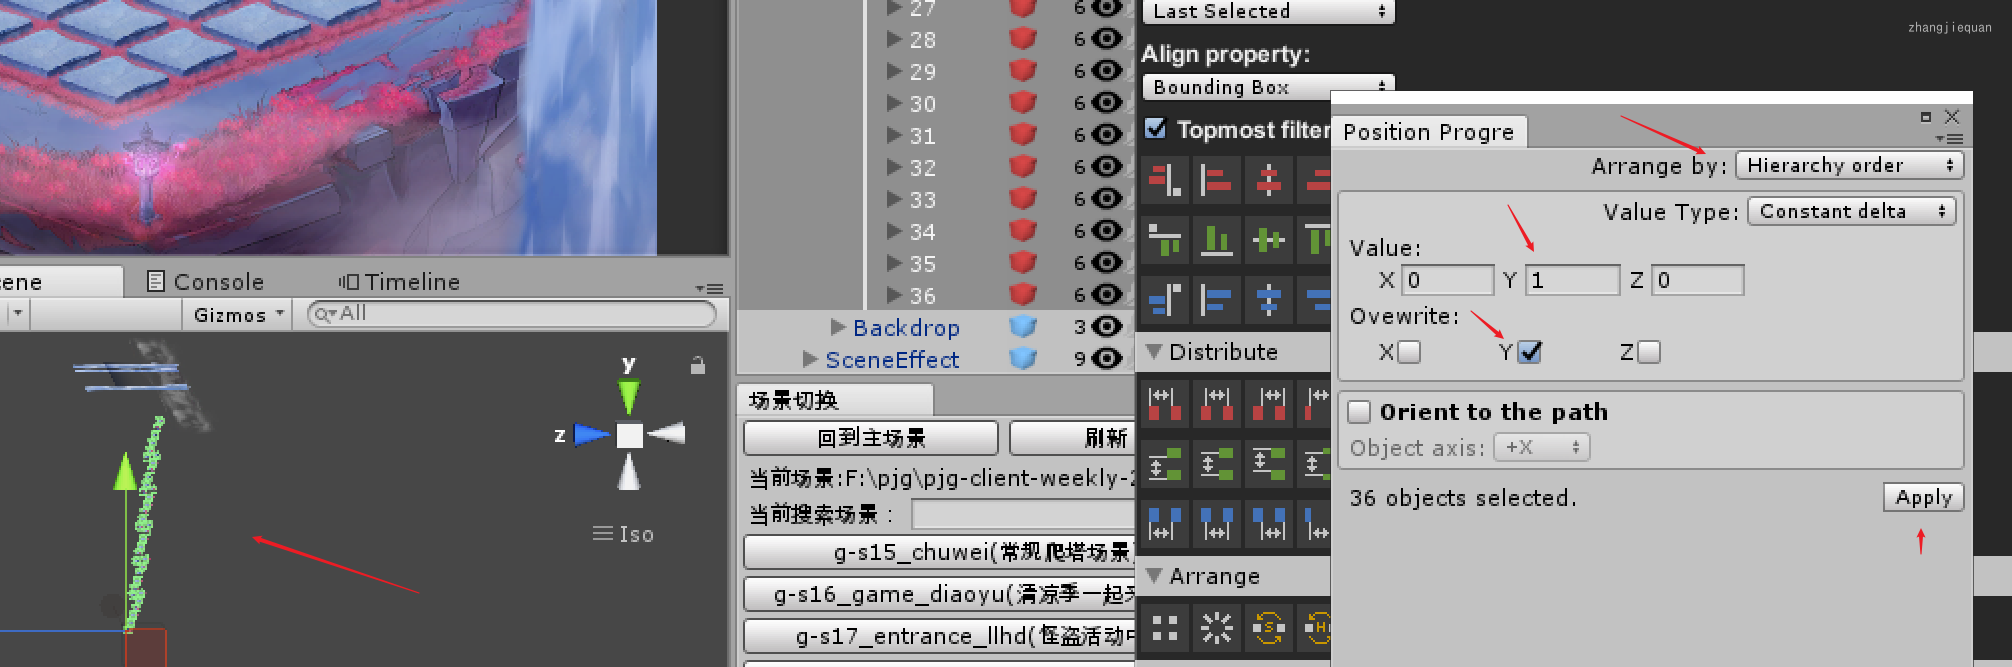 27 6
28 6
29 6
30 6
31 6
32 6
33 6
34 6
35 6
36 6
Backdrop 3
SceneEffect 9
ene
Console
Timeline
Gizmos
All
y
z
Iso
场景切换
回到主场景
刷新
当前场景:F:\pjg\pjg-client-weekly-2
当前搜索场景：
g-s15_chuwei(常规爬塔场景)
g-s16_game_diaoyu(清凉季一起来
g-s17_entrance_llhd(怪盗活动中
Last Selected
Align property:
Bounding Box
Topmost filter
Distribute
Arrange
S
H
zhangjiequan
Position Progre
Arrange by: Hierarchy order
Value Type: Constant delta
Value:
X 0 Y 1 Z 0
Ovewrite:
X Y Z
Orient to the path
Object axis: +X
36 objects selected.
Apply